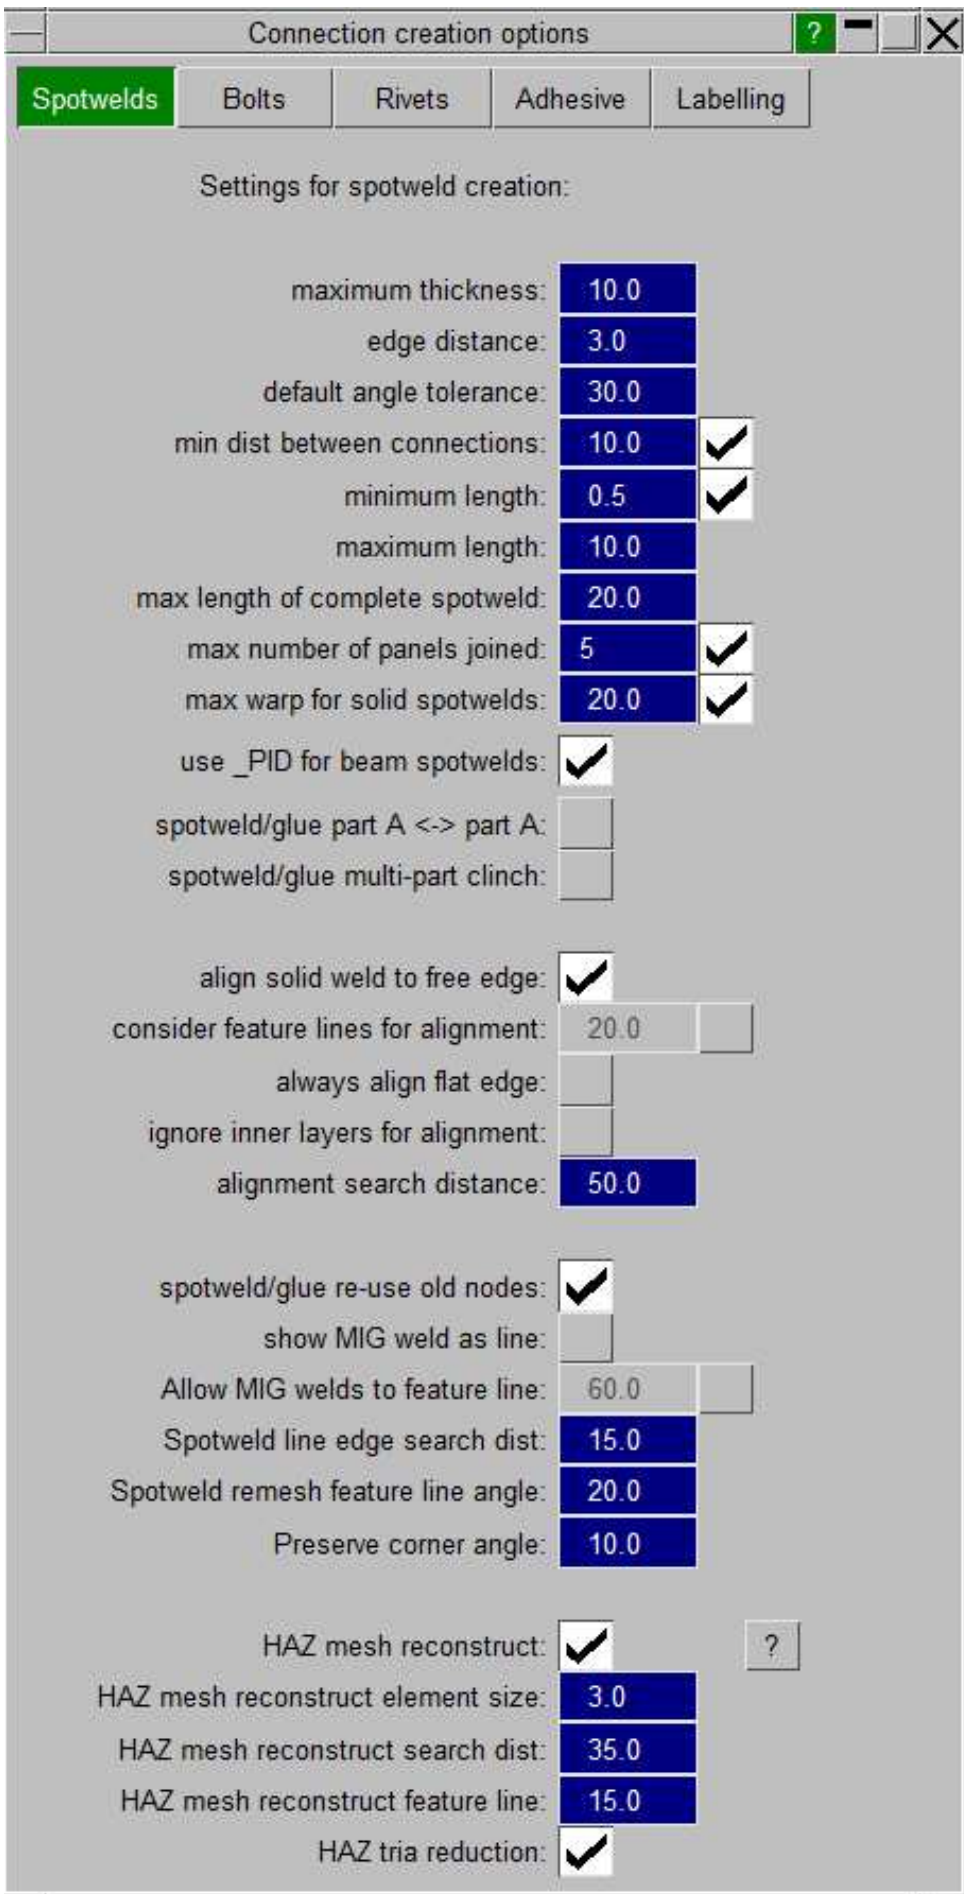 Connection creation options ?
Spotwelds Bolts Rivets Adhesive Labelling
Settings for spotweld creation:
maximum thickness: 10.0
edge distance: 3.0
default angle tolerance: 30.0
min dist between connections: 10.0
minimum length: 0.5
maximum length: 10.0
max length of complete spotweld: 20.0
max number of panels joined: 5
max warp for solid spotwelds: 20.0
use _PID for beam spotwelds:
spotweld/glue part A <-> part A:
spotweld/glue multi-part clinch:
align solid weld to free edge:
consider feature lines for alignment: 20.0
always align flat edge:
ignore inner layers for alignment:
alignment search distance: 50.0
spotweld/glue re-use old nodes:
show MIG weld as line:
Allow MIG welds to feature line: 60.0
Spotweld line edge search dist: 15.0
Spotweld remesh feature line angle: 20.0
Preserve corner angle: 10.0
HAZ mesh reconstruct: ?
HAZ mesh reconstruct element size: 3.0
HAZ mesh reconstruct search dist: 35.0
HAZ mesh reconstruct feature line: 15.0
HAZ tria reduction: